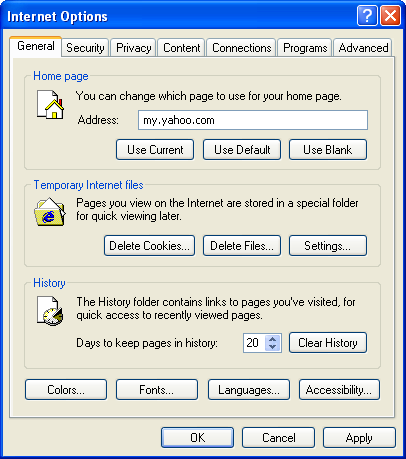 Internet Options
General Security Privacy Content Connections Programs Advanced
Home page
You can change which page to use for your home page.
Address: my.yahoo.com
Use Current Use Default Use Blank
Temporary Internet files
Pages you view on the Internet are stored in a special folder
for quick viewing later.
Delete Cookies... Delete Files... Settings...
History
The History folder contains links to pages you've visited, for
quick access to recently viewed pages.
Days to keep pages in history: 20 Clear History
Colors... Fonts... Languages... Accessibility...
OK Cancel Apply